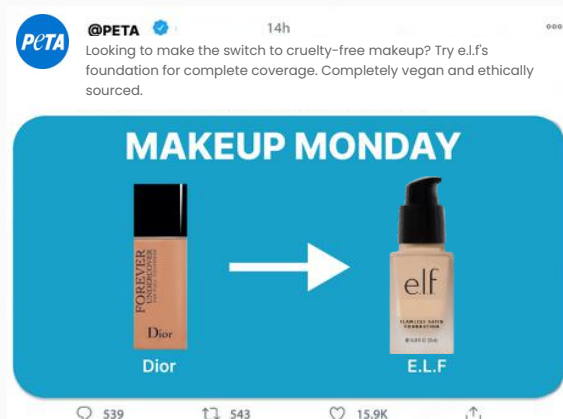 PETA
@PETA
14h
Looking to make the switch to cruelty-free makeup? Try e.l.f's
foundation for complete coverage. Completely vegan and ethically
sourced.
MAKEUP MONDAY
FOREVER
UNDERCOVER
Dior
e.l.f
FLAWLESS SATIN
FOUNDATION
Dior
E.L.F
539
543
15.9K